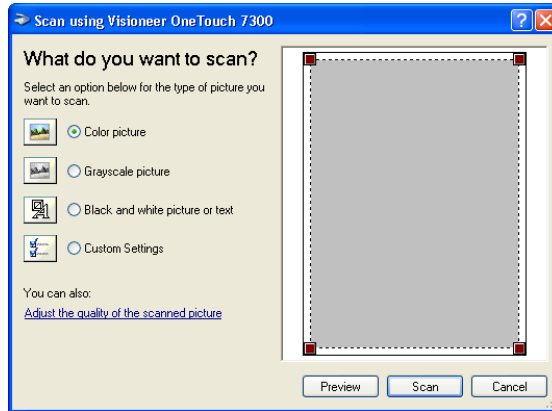 Scan using Visioneer OneTouch 7300
What do you want to scan?
Select an option below for the type of picture you
want to scan.
Color picture
Grayscale picture
Black and white picture or text
Custom Settings
You can also:
Adjust the quality of the scanned picture
Preview
Scan
Cancel